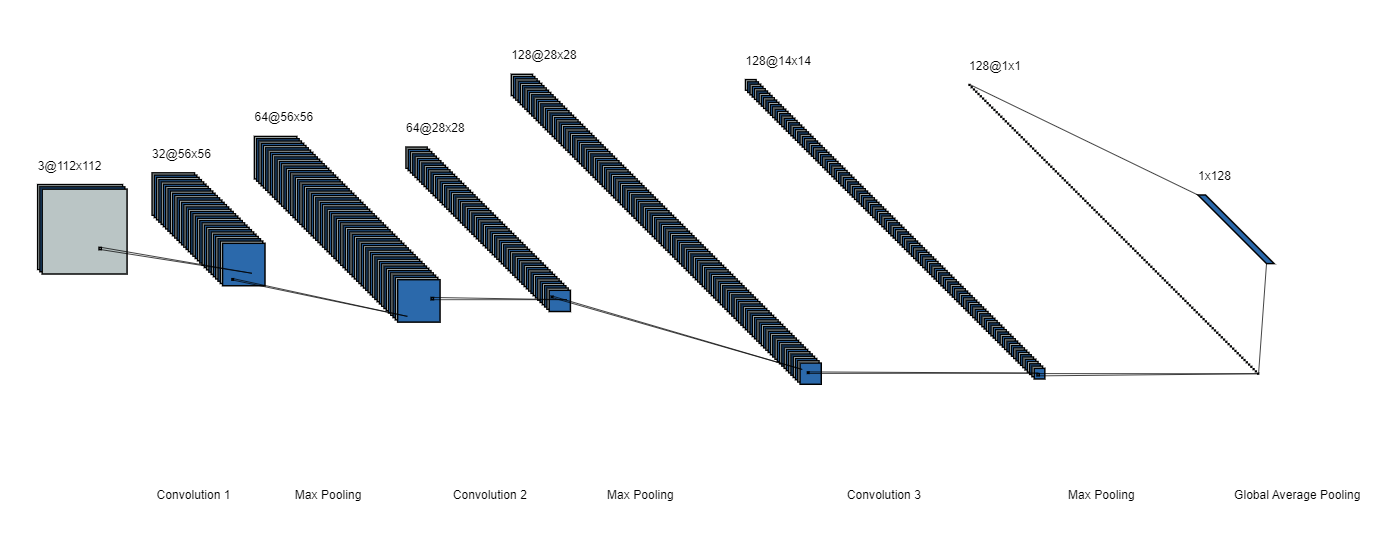 3@112x112
32@56x56
64@56x56
64@28x28
128@28x28
128@14x14
128@1x1
1x128
Convolution 1
Max Pooling
Convolution 2
Max Pooling
Convolution 3
Max Pooling
Global Average Pooling